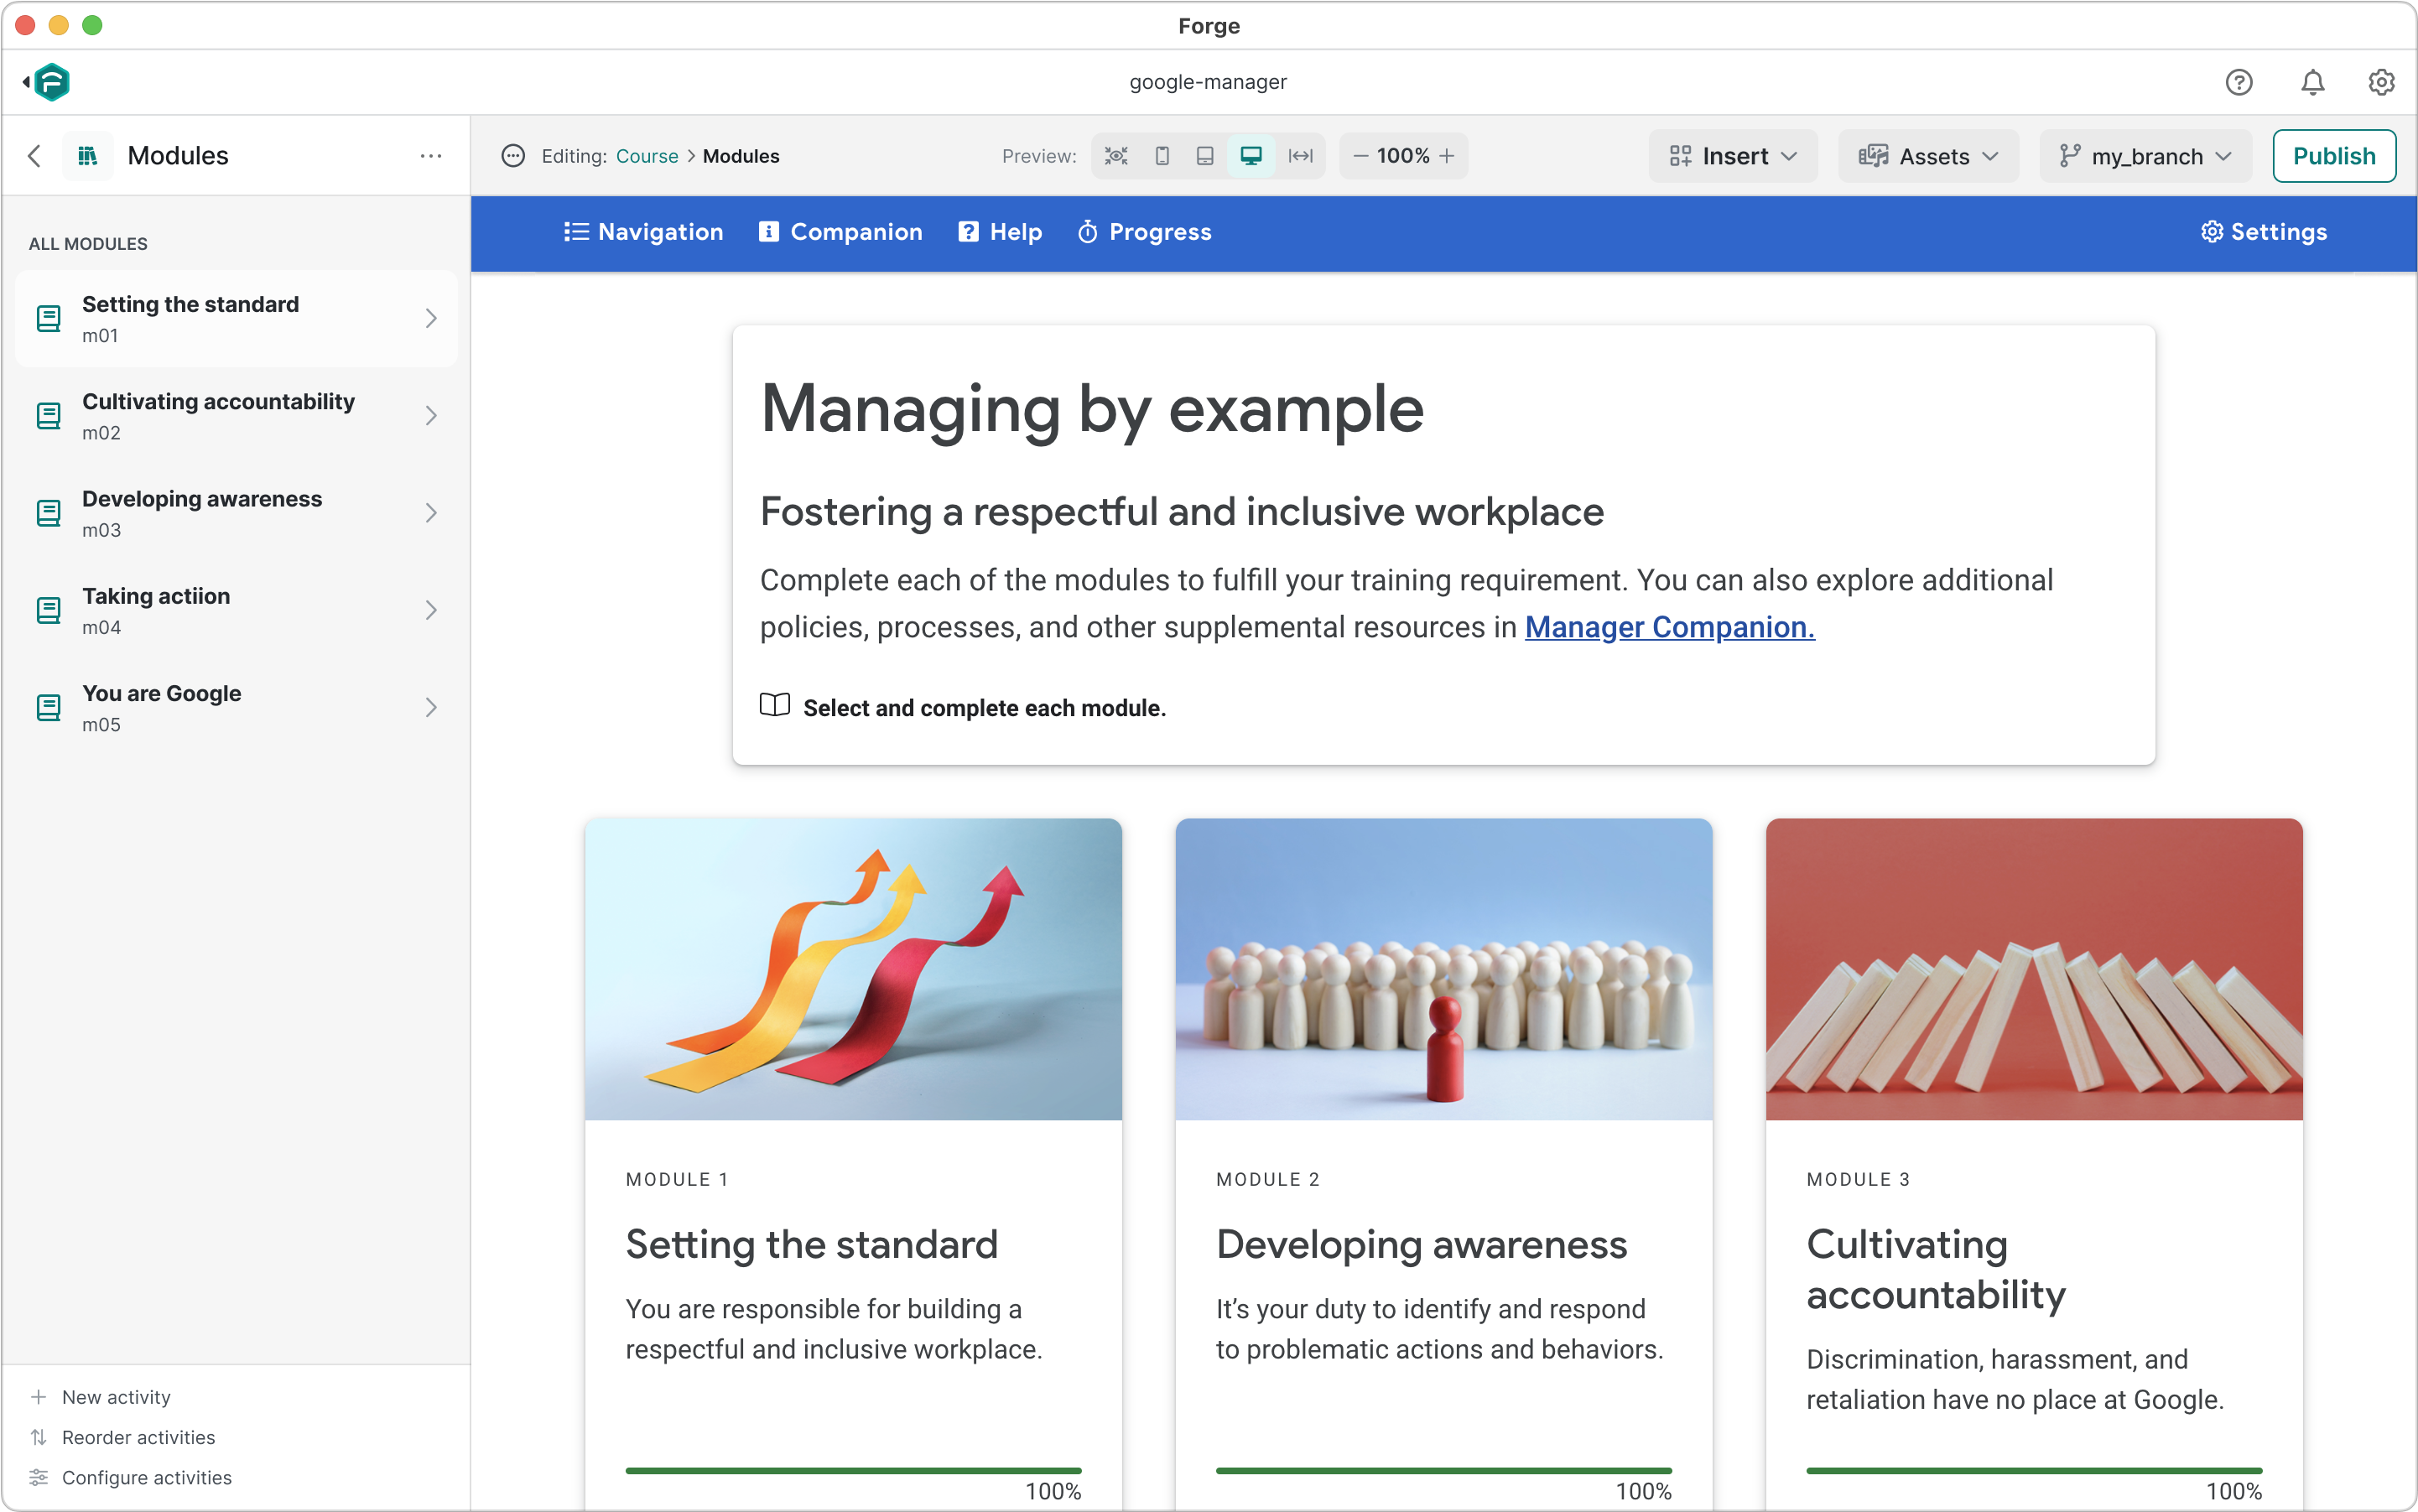 Forge
google-manager
Modules
Editing: Course > Modules
Preview:
100%
Insert
Assets
my_branch
Publish
ALL MODULES
Setting the standard
m01
Cultivating accountability
m02
Developing awareness
m03
Taking actiion
m04
You are Google
m05
New activity
Reorder activities
Configure activities
Navigation
Companion
Help
Progress
Settings
Managing by example
Fostering a respectful and inclusive workplace
Complete each of the modules to fulfill your training requirement. You can also explore additional
policies, processes, and other supplemental resources in Manager Companion.
Select and complete each module.
MODULE 1
Setting the standard
You are responsible for building a
respectful and inclusive workplace.
100%
MODULE 2
Developing awareness
It’s your duty to identify and respond
to problematic actions and behaviors.
100%
MODULE 3
Cultivating
accountability
Discrimination, harassment, and
retaliation have no place at Google.
100%